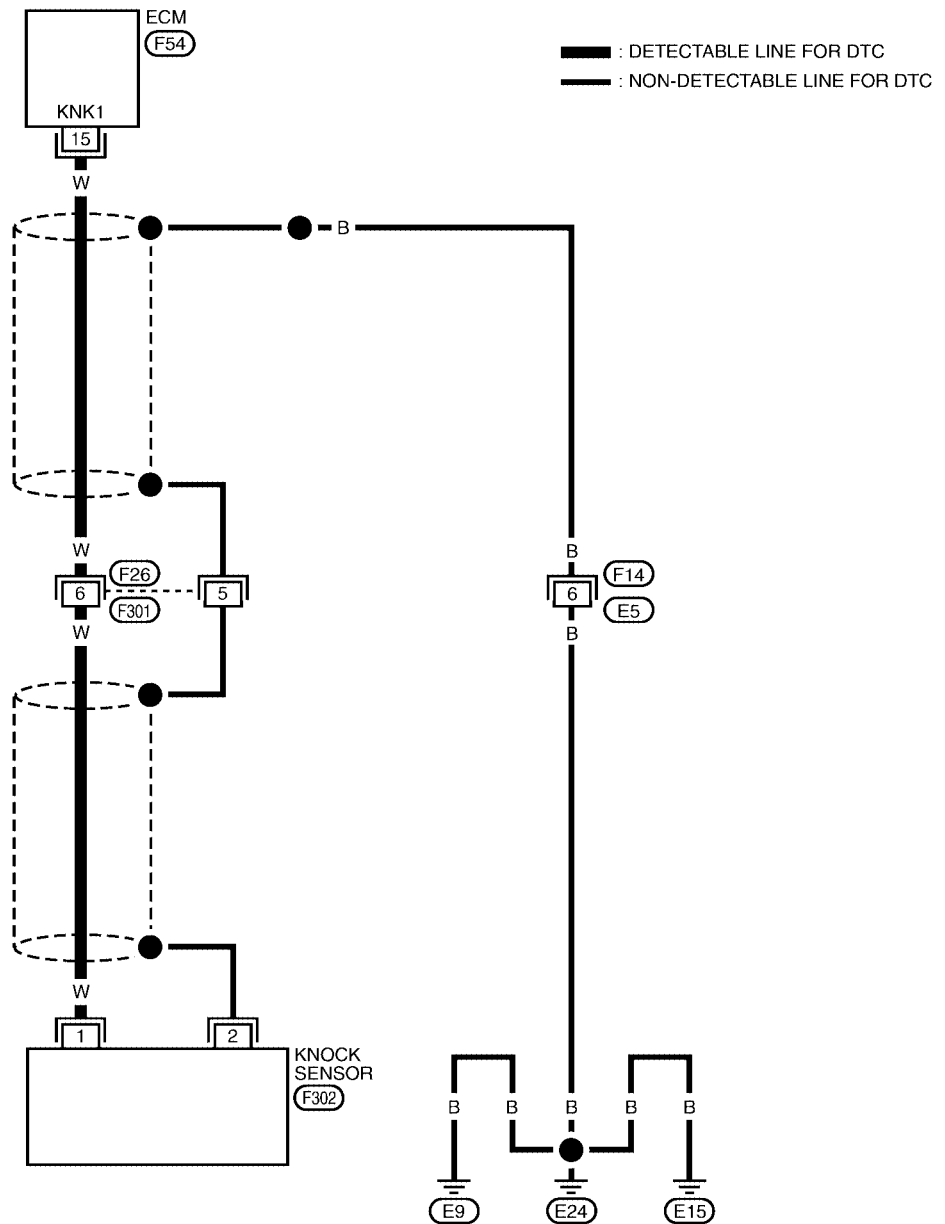 ECM
F54
: DETECTABLE LINE FOR DTC
: NON-DETECTABLE LINE FOR DTC
KNK1
15
W
B
W
B
F26
F14
6
5
6
F301
E5
W
B
W
1
2
KNOCK
SENSOR
F302
B
B
B
B
B
E9
E24
E15